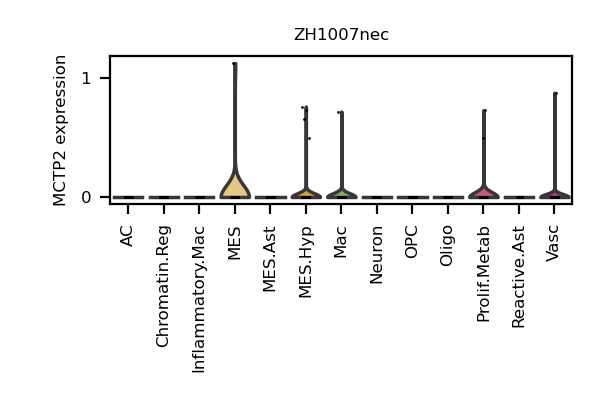 ZH1007nec
MCTP2 expression
1
0
AC
Chromatin.Reg
Inflammatory.Mac
MES
MES.Ast
MES.Hyp
Mac
Neuron
OPC
Oligo
Prolif.Metab
Reactive.Ast
Vasc